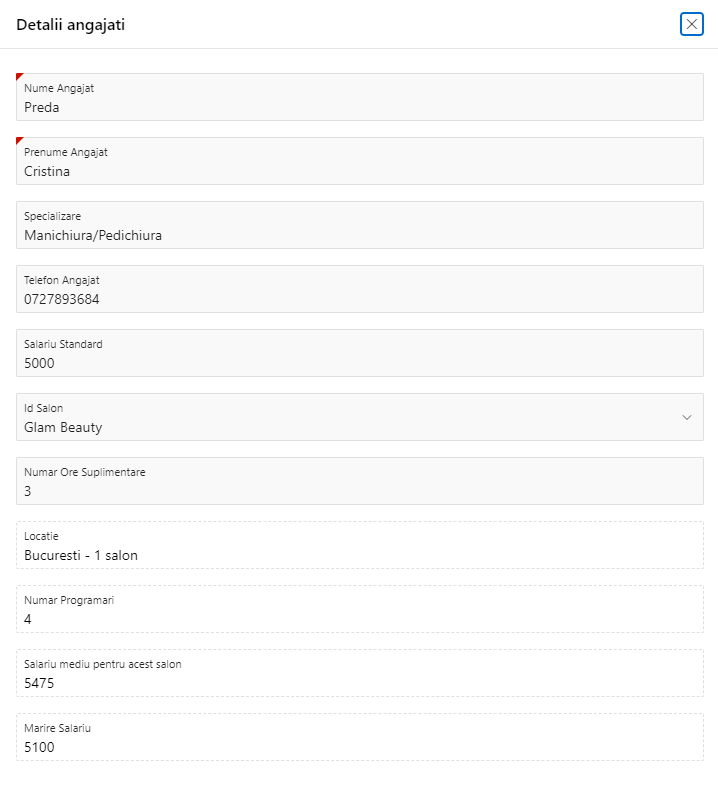 Detalii angajati
Nume Angajat
Preda
Prenume Angajat
Cristina
Specializare
Manichiura/Pedichiura
Telefon Angajat
0727893684
Salariu Standard
5000
Id Salon
Glam Beauty
Numar Ore Suplimentare
3
Locatie
Bucuresti - 1 salon
Numar Programari
4
Salariu mediu pentru acest salon
5475
Marire Salariu
5100